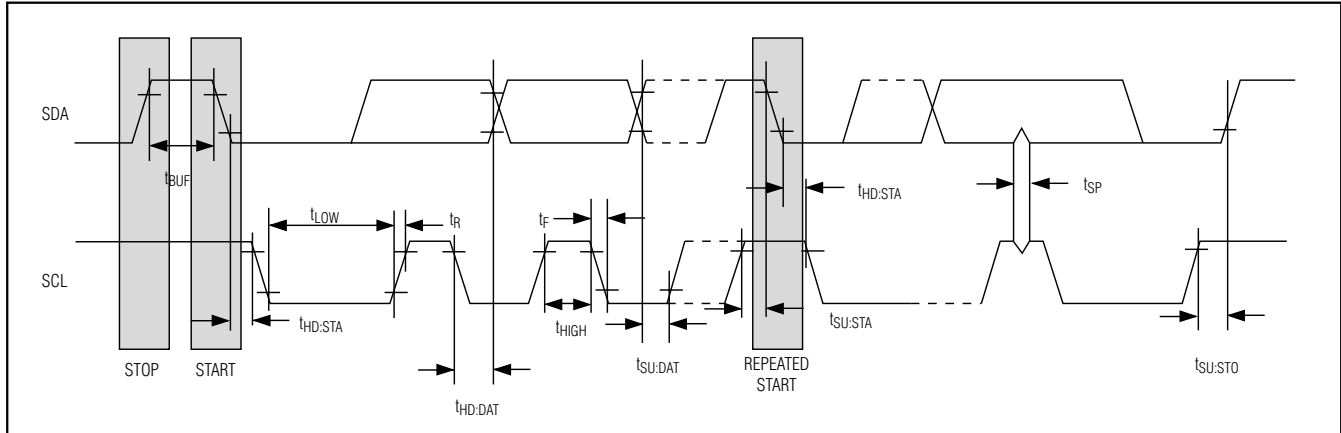 SDA
tBUF
tHD:STA
tSP
tLOW
tR
tF
SCL
tHD:STA
tHIGH
tSU:DAT
tSU:STA
tSU:STO
STOP
START
REPEATED
START
tHD:DAT